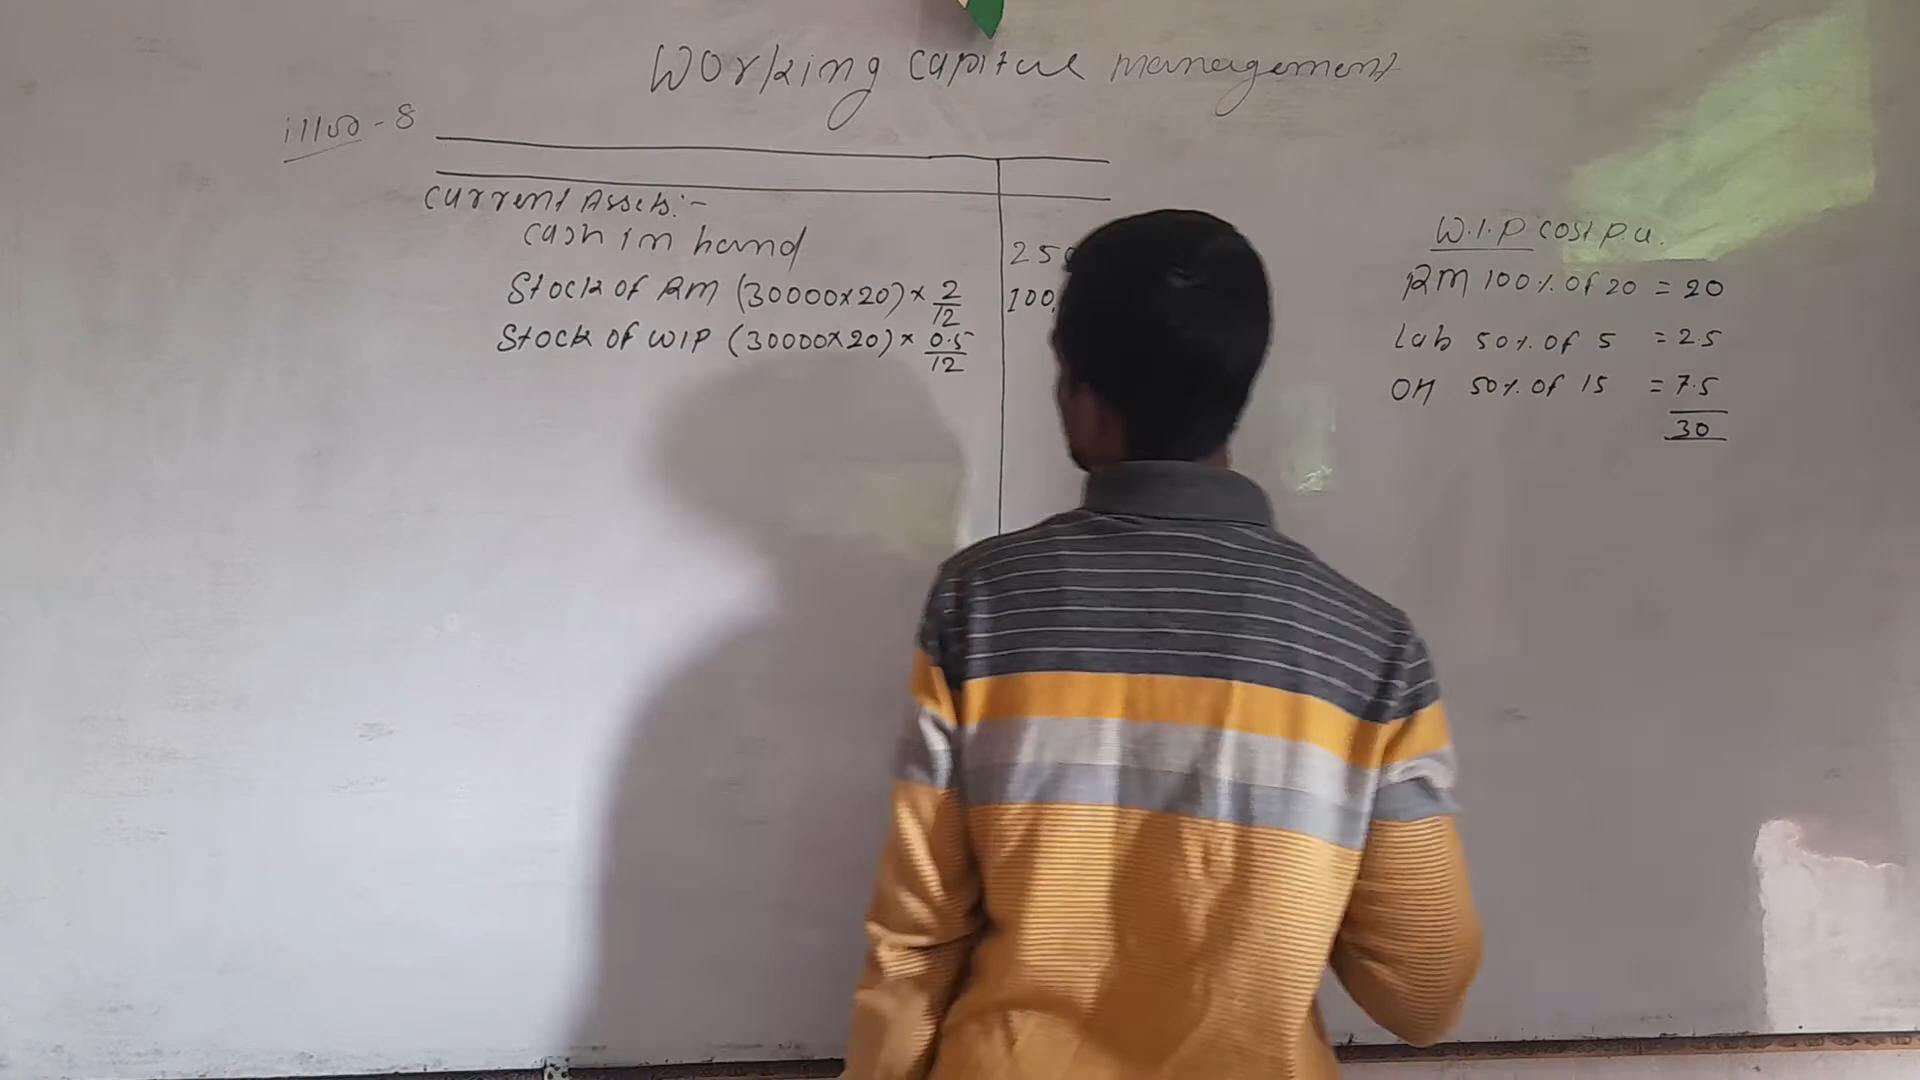 Working capital management
illus-8
Current Assets:-
Cash in hand 250
Stock of RM (30000x20) x 2/12 100,
Stock of WIP (30000x20) x 0.5/12
W.I.P cost p.u.
RM 100% of 20 = 20
Lab 50% of 5 = 2.5
OH 50% of 15 = 7.5
30